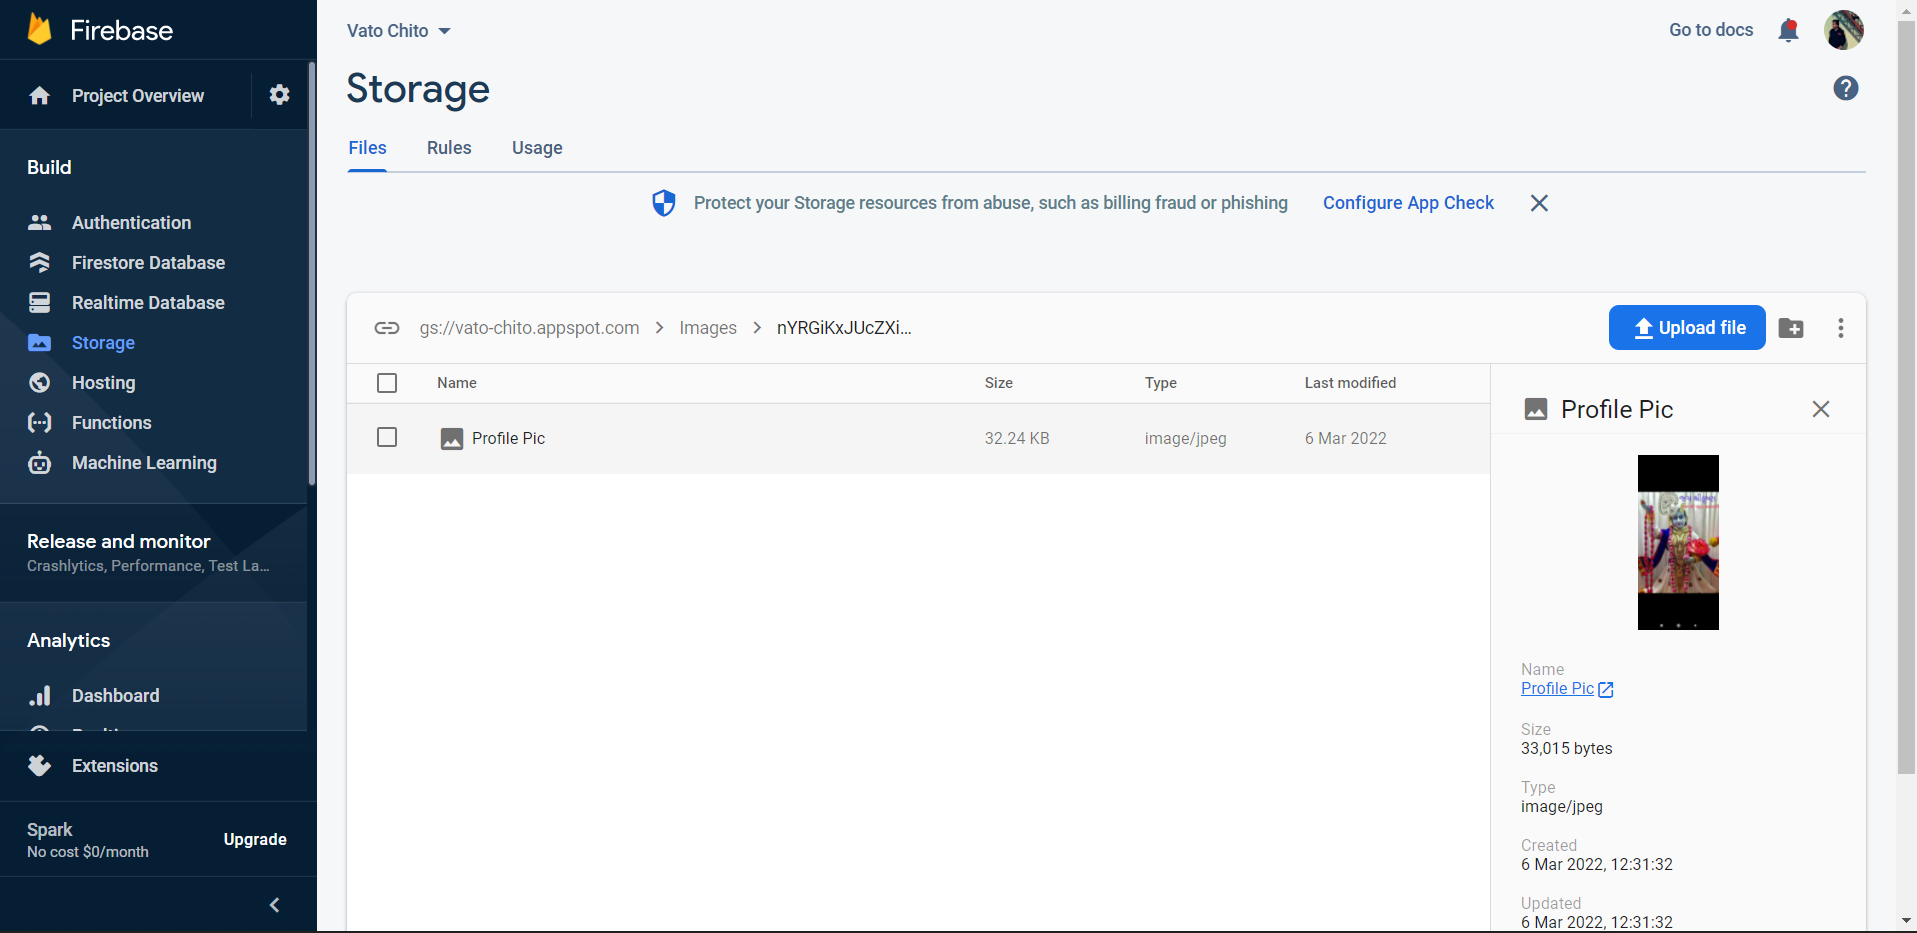 Firebase
Project Overview
Build
Authentication
Firestore Database
Realtime Database
Storage
Hosting
Functions
Machine Learning
Release and monitor
Crashlytics, Performance, Test La...
Analytics
Dashboard
Extensions
Spark
No cost $0/month
Upgrade
Vato Chito
Go to docs
Storage
Files
Rules
Usage
Protect your Storage resources from abuse, such as billing fraud or phishing
Configure App Check
gs://vato-chito.appspot.com
Images
nYRGiKxJUcZXi...
Upload file
Name
Size
Type
Last modified
Profile Pic
32.24 KB
image/jpeg
6 Mar 2022
Profile Pic
Name
Profile Pic
Size
33,015 bytes
Type
image/jpeg
Created
6 Mar 2022, 12:31:32
Updated
6 Mar 2022, 12:31:32